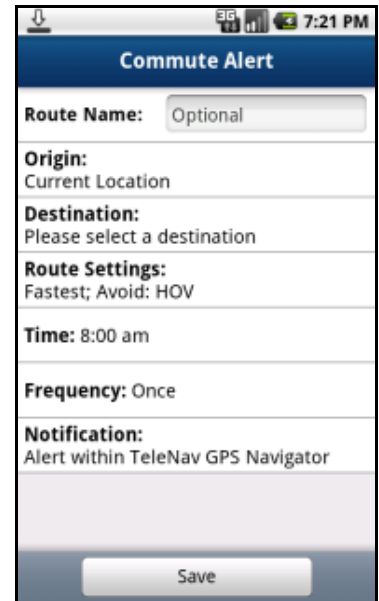 3G 7:21 PM
Commute Alert
Route Name: Optional
Origin:
Current Location
Destination:
Please select a destination
Route Settings:
Fastest; Avoid: HOV
Time: 8:00 am
Frequency: Once
Notification:
Alert within TeleNav GPS Navigator
Save